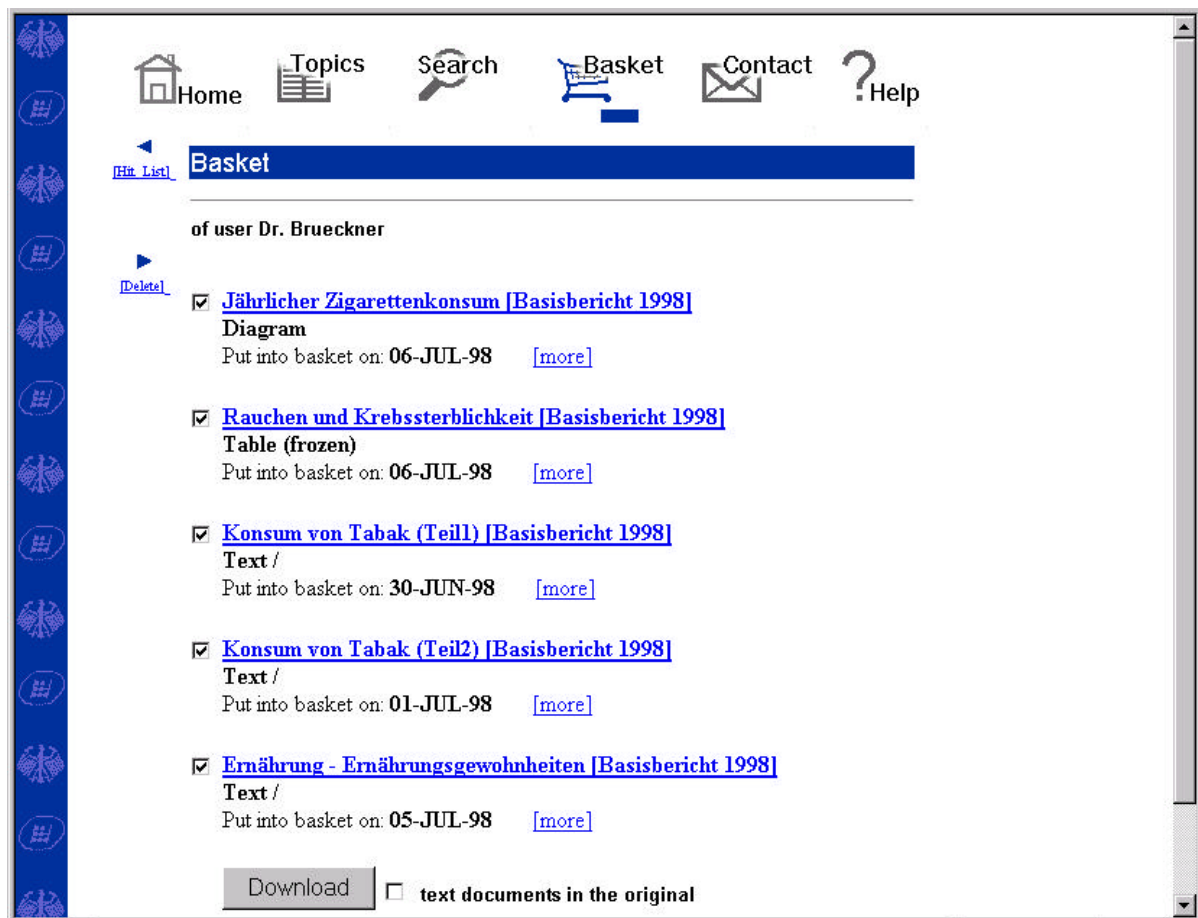 Home
Topics
Search
Basket
Contact
Help
[Hit List]
Basket
of user Dr. Brueckner
[Delete]
Jährlicher Zigarettenkonsum [Basisbericht 1998]
Diagram
Put into basket on: 06-JUL-98 [more]
Rauchen und Krebssterblichkeit [Basisbericht 1998]
Table (frozen)
Put into basket on: 06-JUL-98 [more]
Konsum von Tabak (Teil1) [Basisbericht 1998]
Text /
Put into basket on: 30-JUN-98 [more]
Konsum von Tabak (Teil2) [Basisbericht 1998]
Text /
Put into basket on: 01-JUL-98 [more]
Ernährung - Ernährungsgewohnheiten [Basisbericht 1998]
Text /
Put into basket on: 05-JUL-98 [more]
Download text documents in the original